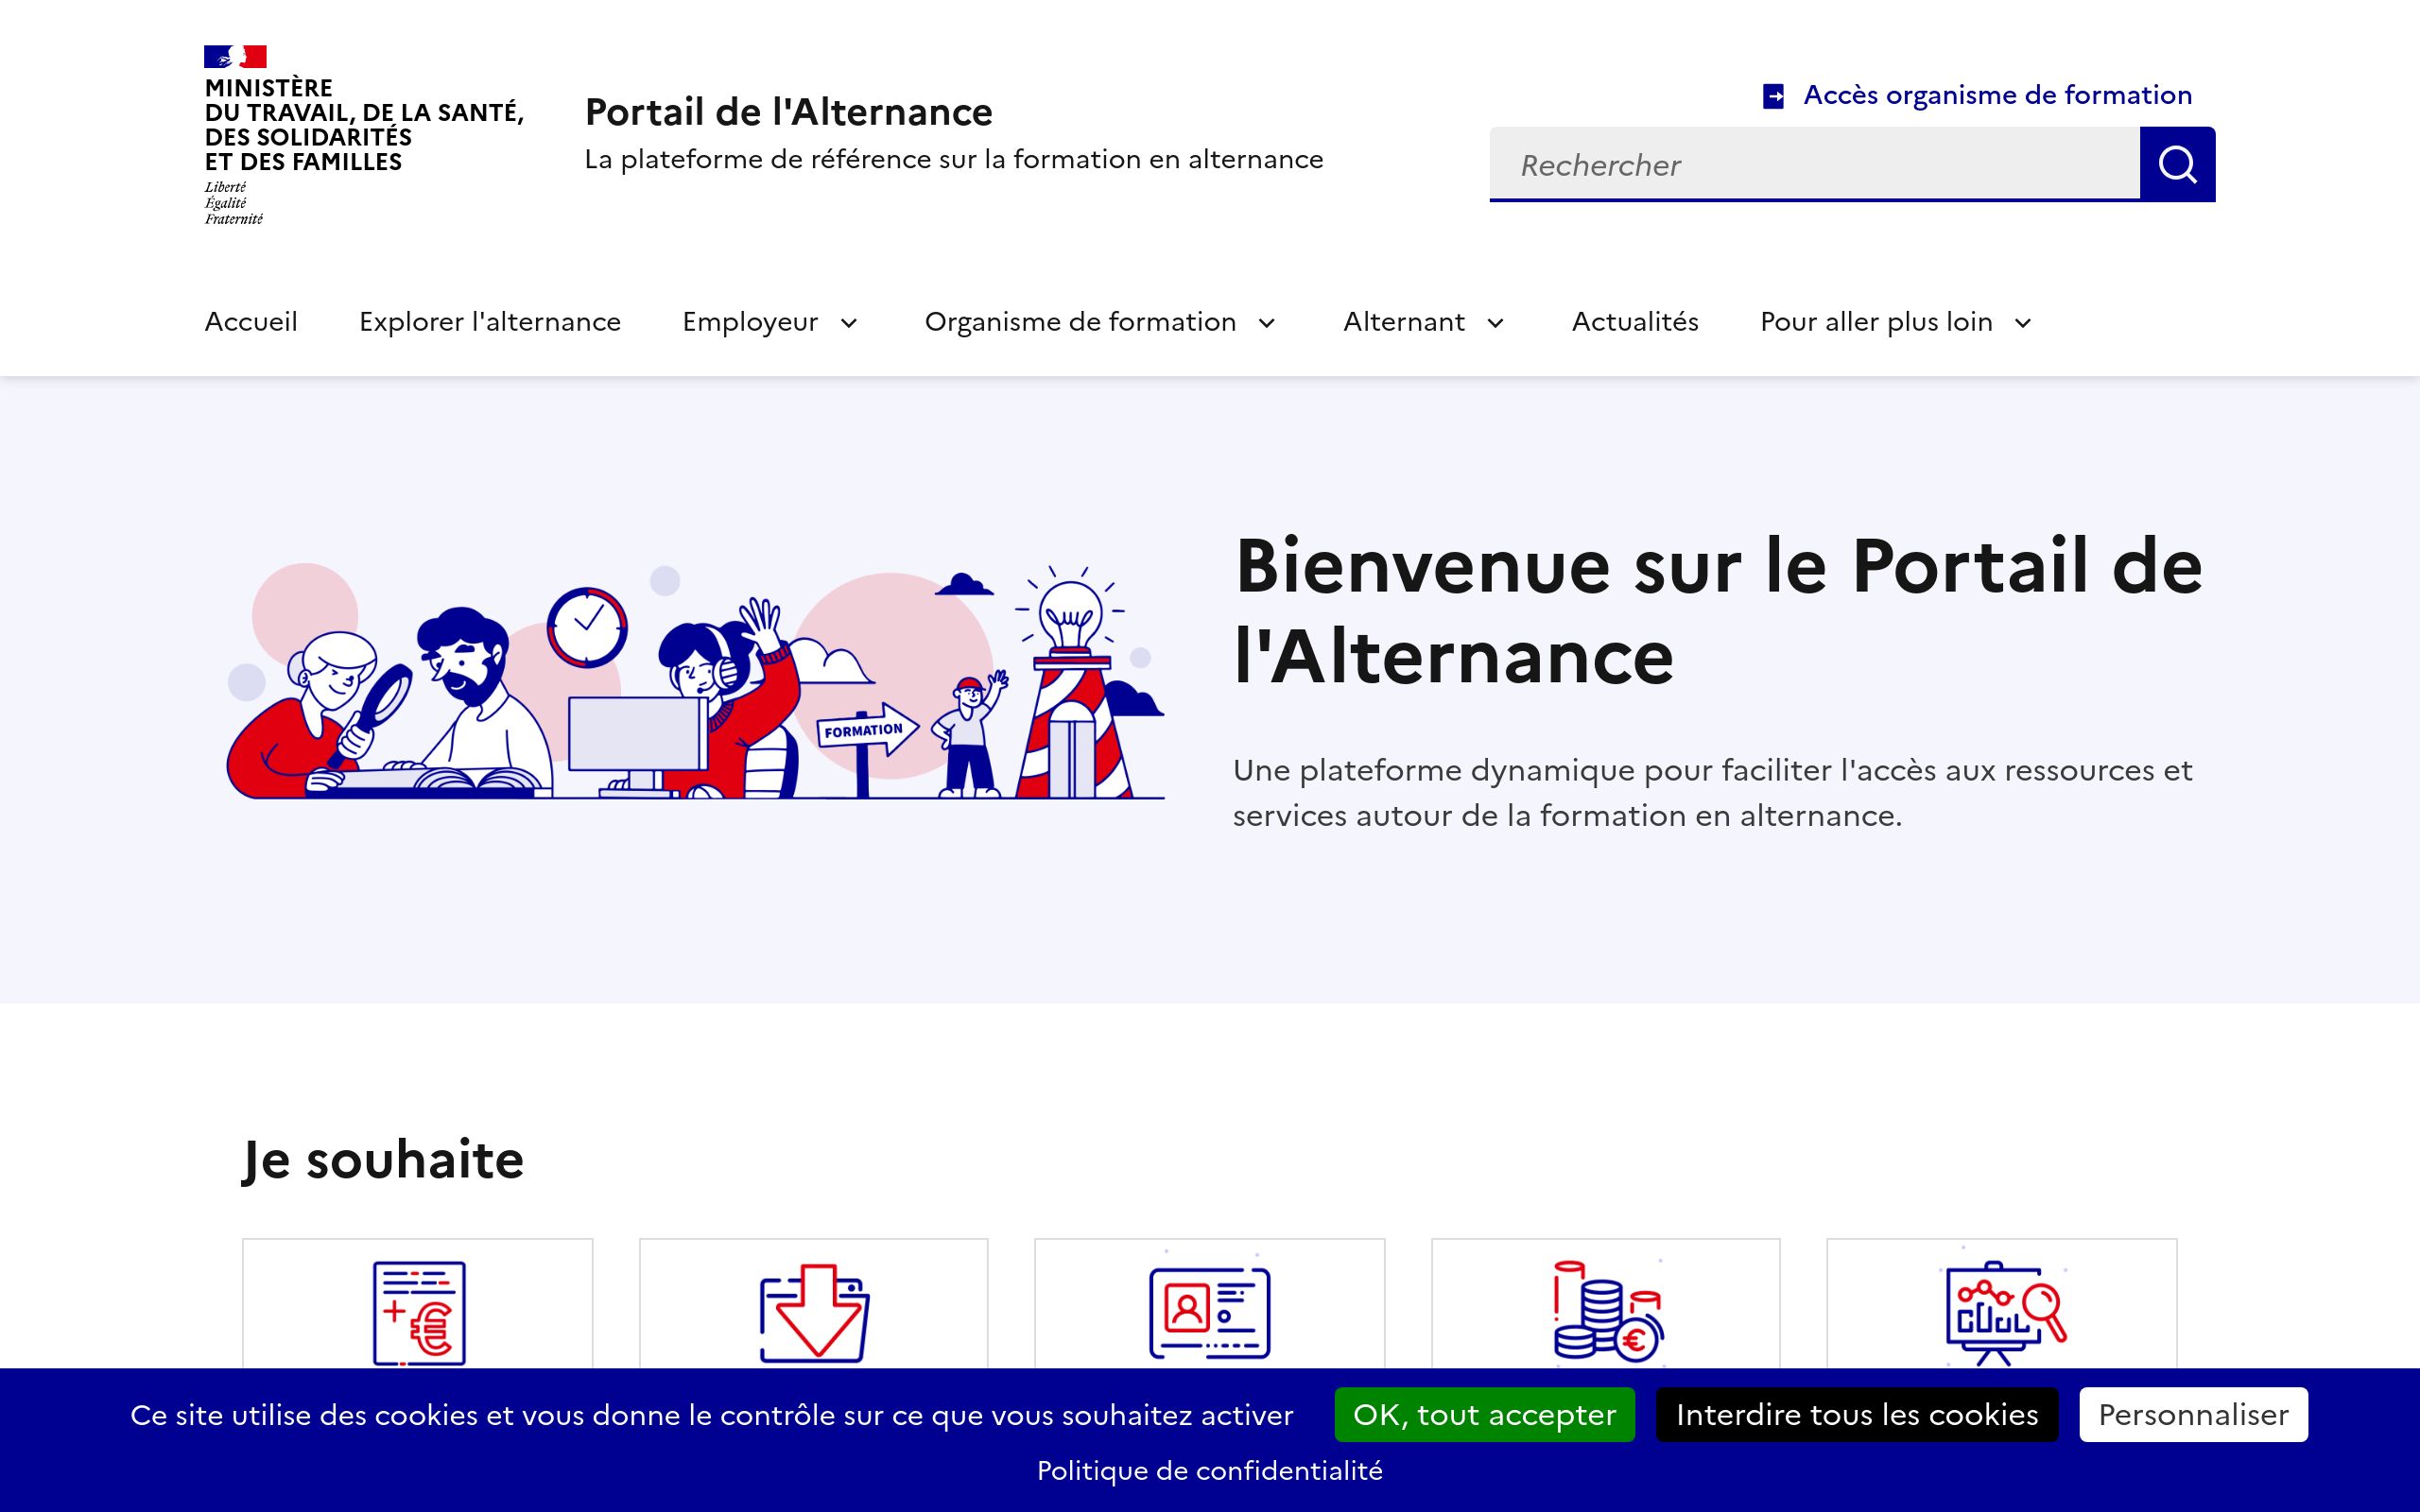 MINISTÈRE
DU TRAVAIL, DE LA SANTÉ,
DES SOLIDARITÉS
ET DES FAMILLES
Liberté
Égalité
Fraternité
Portail de l'Alternance
La plateforme de référence sur la formation en alternance
Accès organisme de formation
Rechercher
Accueil
Explorer l'alternance
Employeur
Organisme de formation
Alternant
Actualités
Pour aller plus loin
FORMATION
Bienvenue sur le Portail de
l'Alternance
Une plateforme dynamique pour faciliter l'accès aux ressources et
services autour de la formation en alternance.
Je souhaite
Ce site utilise des cookies et vous donne le contrôle sur ce que vous souhaitez activer
OK, tout accepter
Interdire tous les cookies
Personnaliser
Politique de confidentialité